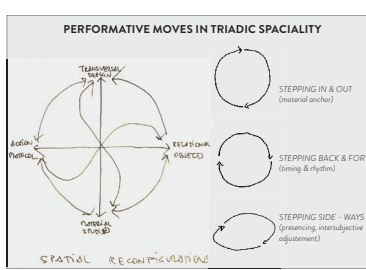 PERFORMATIVE MOVES IN TRIADIC SPACIALITY
TRANSVERSAL
DESIGN
ACTION
PROTOCOL
RELATIONAL
OBJECTS
MATERIAL
STUDIES
SPATIAL RECONFIGURATIONS
STEPPING IN & OUT
(material anchor)
STEPPING BACK & FOR
(timing & rhythm)
STEPPING SIDE - WAYS
(presencing, intersubjective
adjustement)